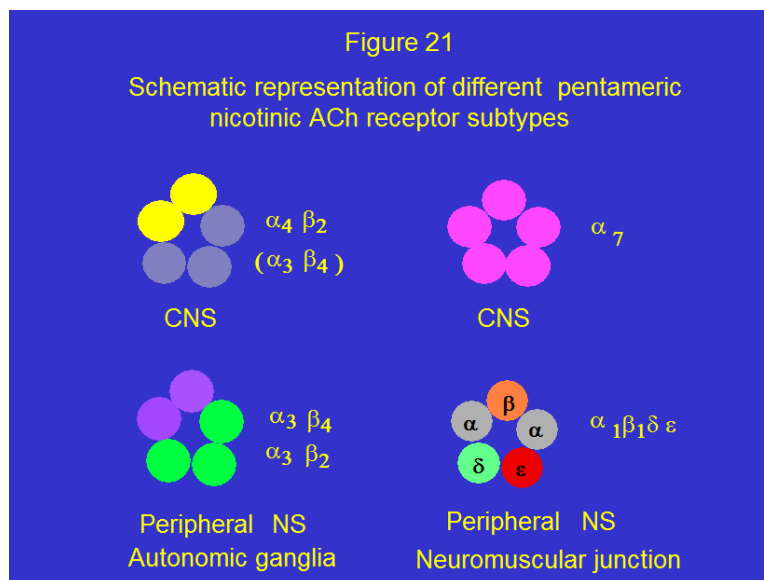 Figure 21
Schematic representation of different pentameric
nicotinic ACh receptor subtypes
α4 β2
(α3 β4)
CNS
α 7
CNS
α3 β4
α3 β2
Peripheral NS
Autonomic ganglia
β
α α
δ ε
α 1β1δ ε
Peripheral NS
Neuromuscular junction